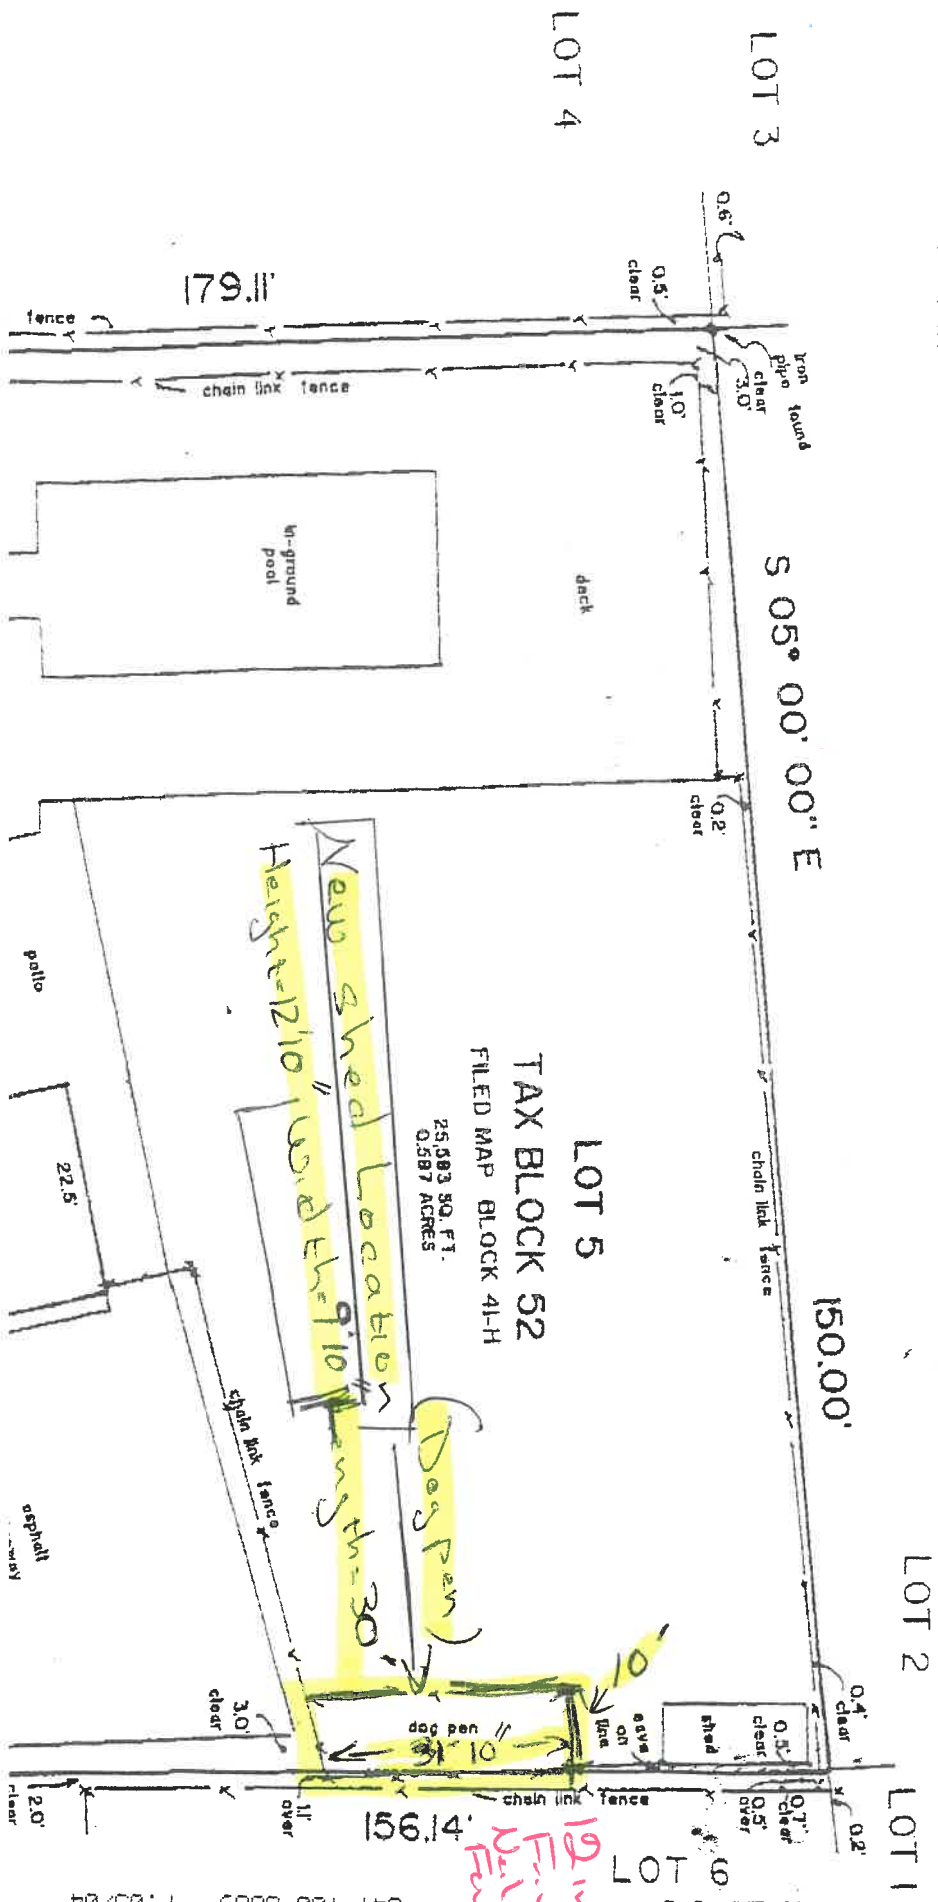 LOT 3
LOT 4
0.6'
0.5'
clear
iron
pipe found
3.0'
clear
1.0'
clear
179.11'
fence
chain link fence
in-ground
pool
deck
S 05° 00' 00" E
0.2'
clear
chain link fence
150.00'
LOT 2
New shed Location
(Dog Pen)
Height=12'10"
LOT 5
TAX BLOCK 52
FILED MAP BLOCK 41-H
25,583 SQ. FT.
0.587 ACRES
patio
22.5'
chain link fence
asphalt
10'
eave
on
line
shed
0.5'
clear
0.4'
clear
dog pen
31' 10"
3.0'
clear
1.1'
over
2.0'
clear
156.14'
chain link fence
0.7'
clear
0.5'
over
0.2'
LOT 1
LOT 6